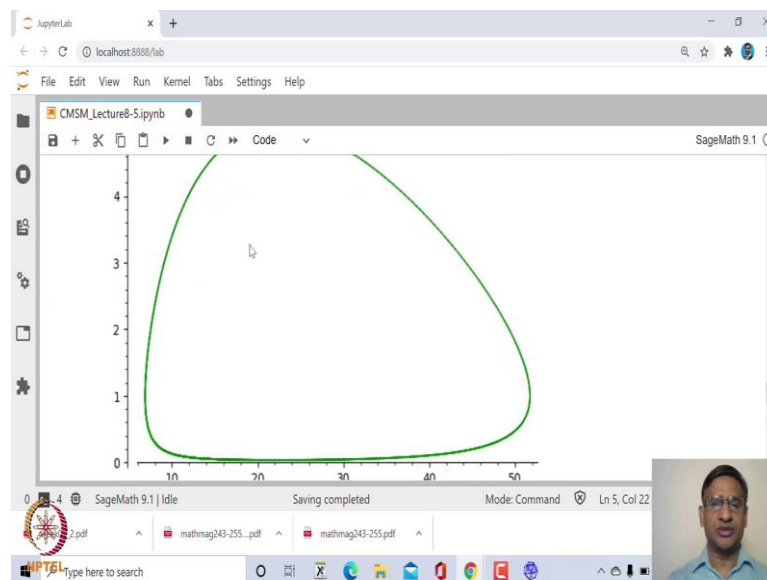 JupyterLab
localhost:8888/lab
File Edit View Run Kernel Tabs Settings Help
CMSM_Lecture8-5.ipynb
Code
SageMath 9.1
4
3
2
1
0
10 20 30 40 50
0 4 SageMath 9.1 | Idle Saving completed Mode: Command Ln 5, Col 22
2.pdf mathmag243-255....pdf mathmag243-255.pdf
NPTEL
Type here to search